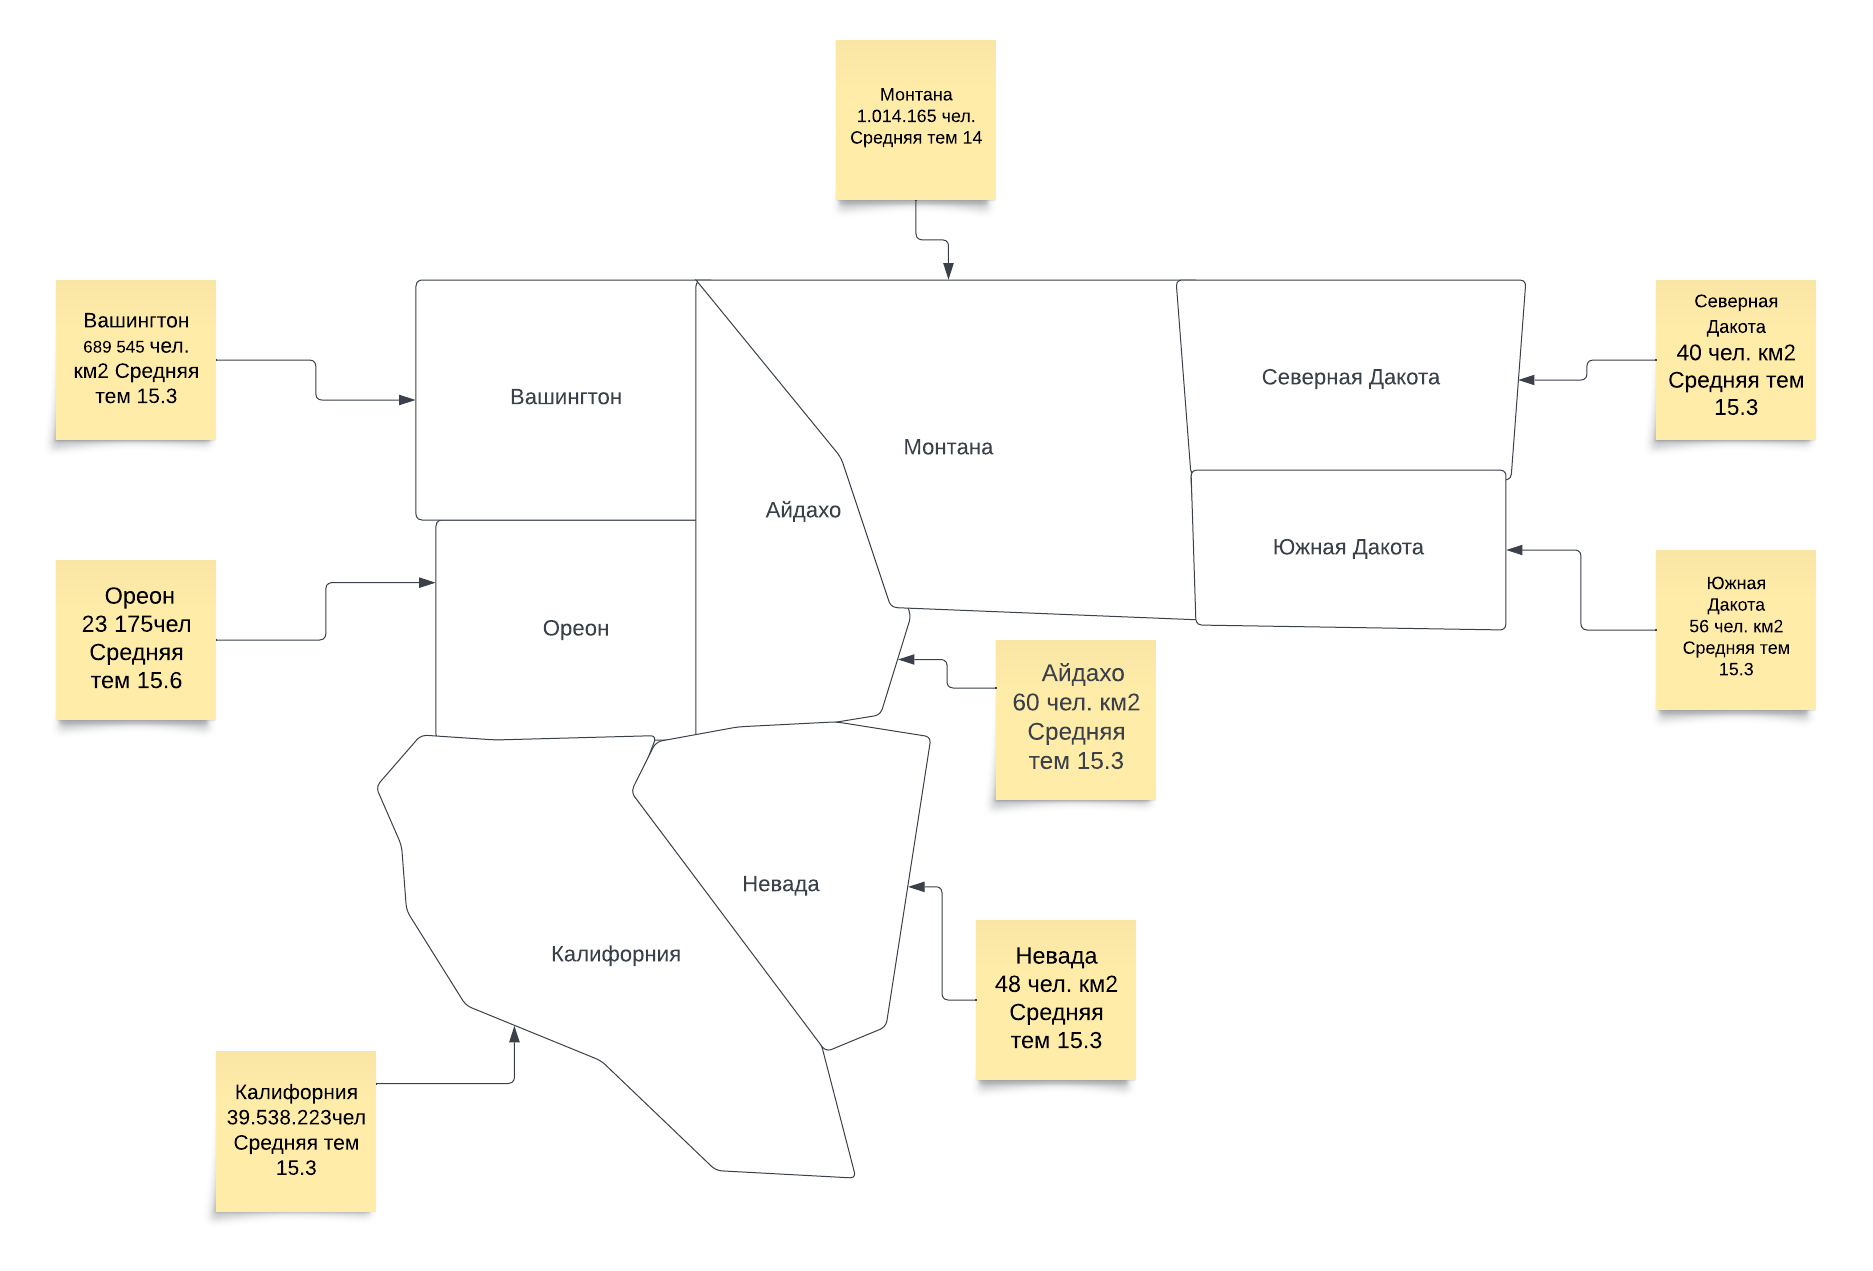 Монтана
1.014.165 чел.
Средняя тем 14
Вашингтон
689 545 чел.
км2 Средняя
тем 15.3
Вашингтон
Северная Дакота
Северная
Дакота
40 чел. км2
Средняя тем
15.3
Монтана
Айдахо
Южная Дакота
Ореон
23 175чел
Средняя
тем 15.6
Ореон
Южная
Дакота
56 чел. км2
Средняя тем
15.3
Айдахо
60 чел. км2
Средняя
тем 15.3
Невада
Калифорния
Невада
48 чел. км2
Средняя
тем 15.3
Калифорния
39.538.223чел
Средняя тем
15.3